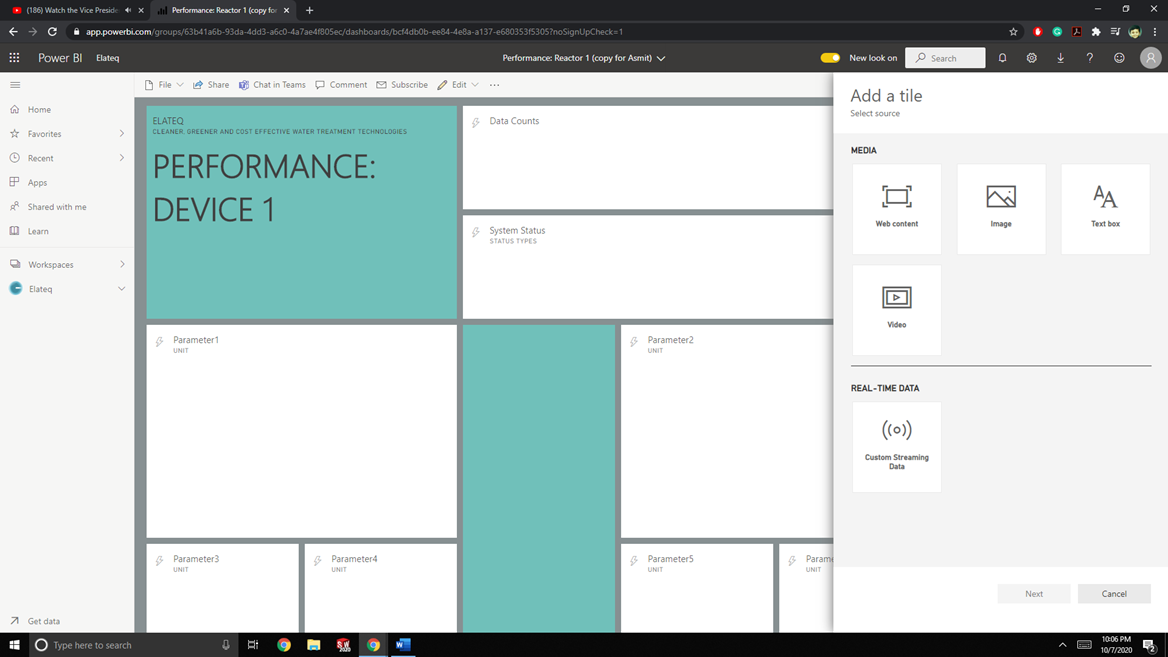 (186) Watch the Vice Preside
Performance: Reactor 1 (copy for
app.powerbi.com/groups/63b41a6b-93da-4dd3-a6c0-4a7ae4f805ec/dashboards/bcf4db0b-ee84-4e8a-a137-e680353f5305?noSignUpCheck=1
Power BI
Elateq
Performance: Reactor 1 (copy for Asmit)
New look on
Search
File
Share
Chat in Teams
Comment
Subscribe
Edit
Home
Favorites
Recent
Apps
Shared with me
Learn
Workspaces
Elateq
Get data
ELATEQ
CLEANER, GREENER AND COST EFFECTIVE WATER TREATMENT TECHNOLOGIES
PERFORMANCE:
DEVICE 1
Data Counts
System Status
STATUS TYPES
Parameter1
UNIT
Parameter2
UNIT
Parameter3
UNIT
Parameter4
UNIT
Parameter5
UNIT
Parame
UNIT
Add a tile
Select source
MEDIA
Web content
Image
Text box
Video
REAL-TIME DATA
Custom Streaming
Data
Next
Cancel
Type here to search
2020
10:06 PM
10/7/2020
2